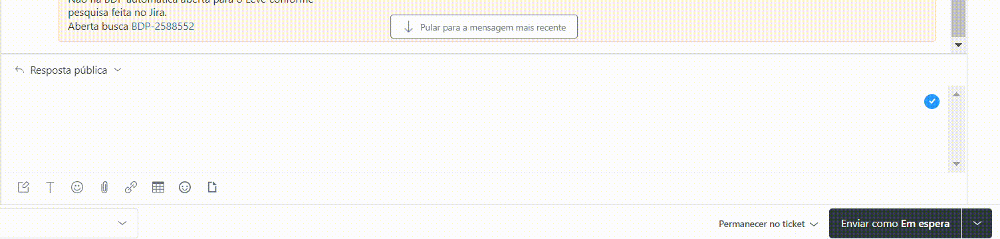 Não há BDP automática aberta para o Leve conforme
pesquisa feita no Jira.
Aberta busca BDP-2588552
Pular para a mensagem mais recente
Resposta pública
Permanecer no ticket
Enviar como Em espera